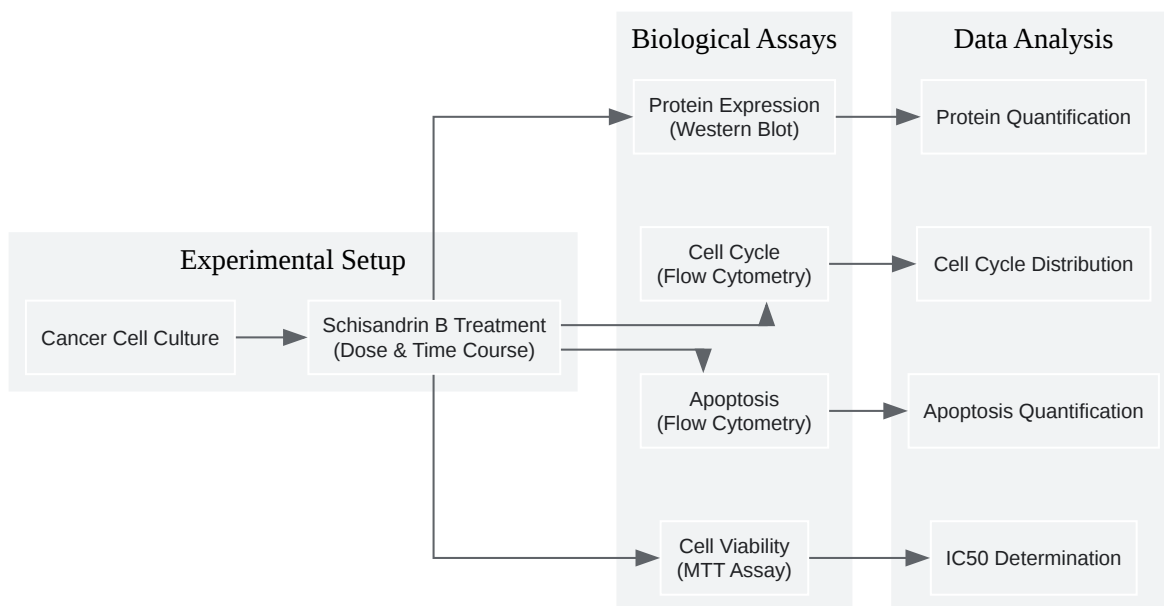 Biological Assays
Data Analysis
Protein Expression
(Western Blot)
Protein Quantification
Experimental Setup
Cell Cycle
(Flow Cytometry)
Cell Cycle Distribution
Cancer Cell Culture
Schisandrin B Treatment
(Dose & Time Course)
Apoptosis
(Flow Cytometry)
Apoptosis Quantification
Cell Viability
(MTT Assay)
IC50 Determination